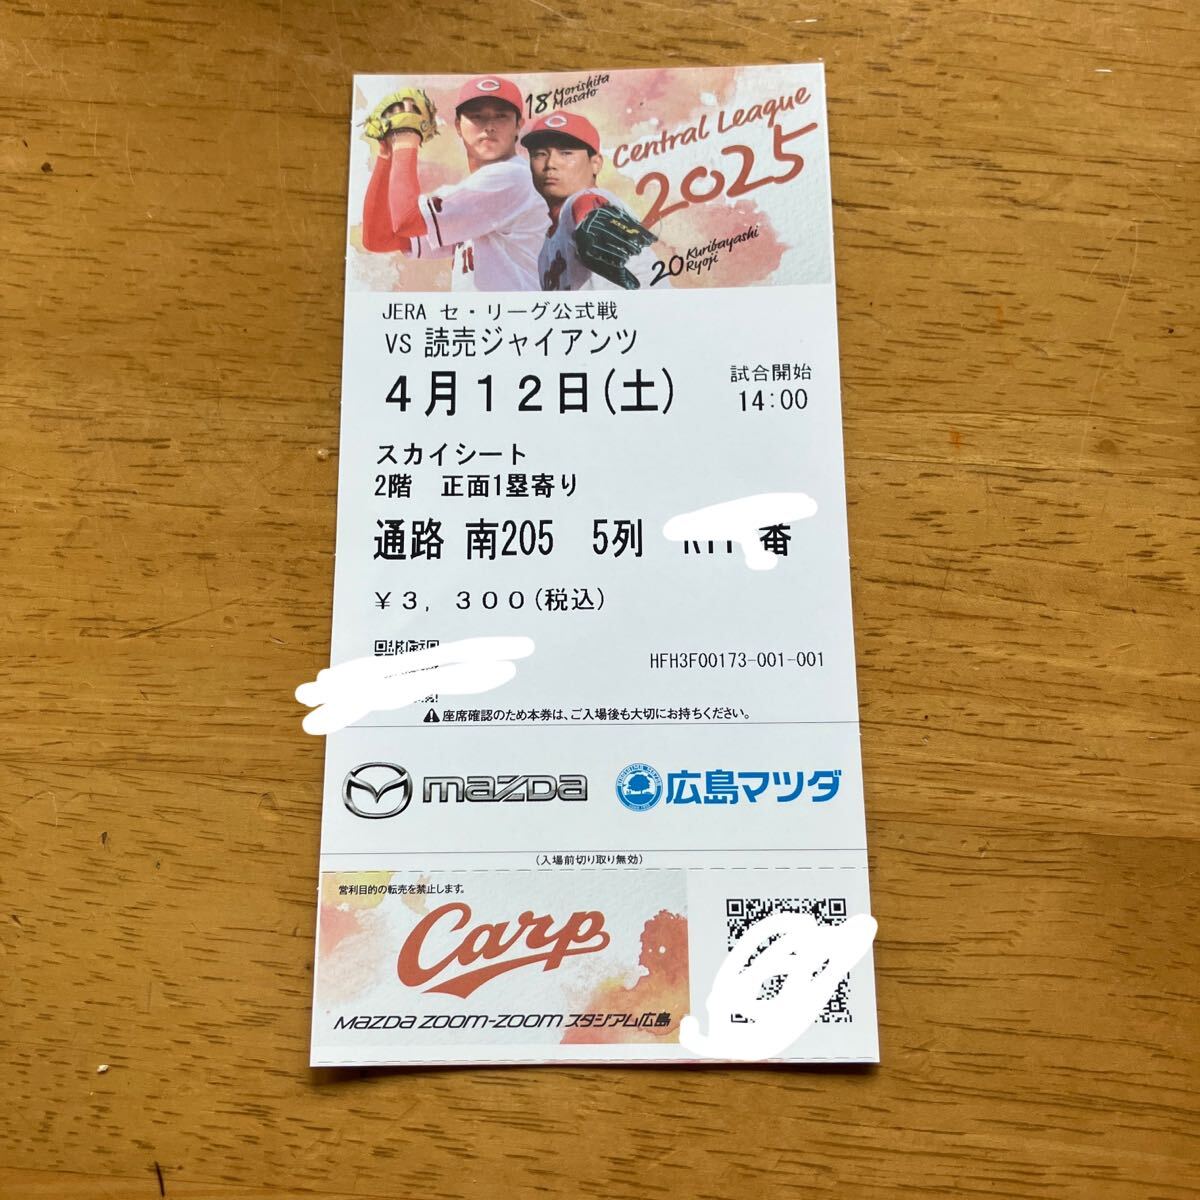 18 Morishita Masato
Central League
2025
20 Kuribayashi Ryoji
JERA セ・リーグ公式戦
VS 読売ジャイアンツ
4月12日(土)
試合開始
14:00
スカイシート
2階 正面1塁寄り
通路 南205 5列 番
¥3,300(税込)
HFH3F00173-001-001
座席確認のため本券は、ご入場後も大切にお持ちください。
mazda
広島マツダ
(入場前切り取り無効)
営利目的の転売を禁止します。
Carp
MAZDA ZOOM-ZOOM スタジアム広島